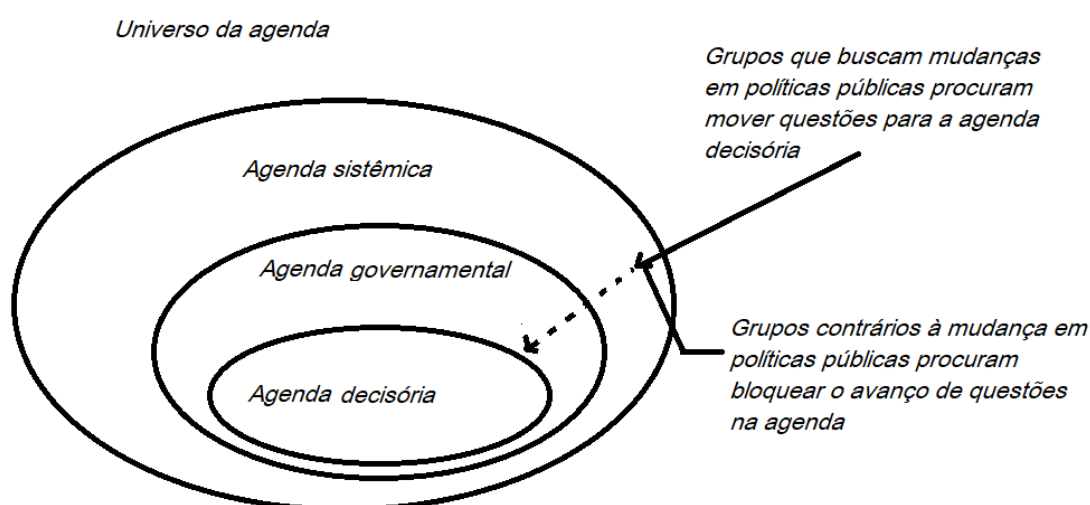 Universo da agenda
Grupos que buscam mudanças
em políticas públicas procuram
mover questões para a agenda
decisória
Agenda sistêmica
Agenda governamental
Agenda decisória
Grupos contrários à mudança em
políticas públicas procuram
bloquear o avanço de questões
na agenda